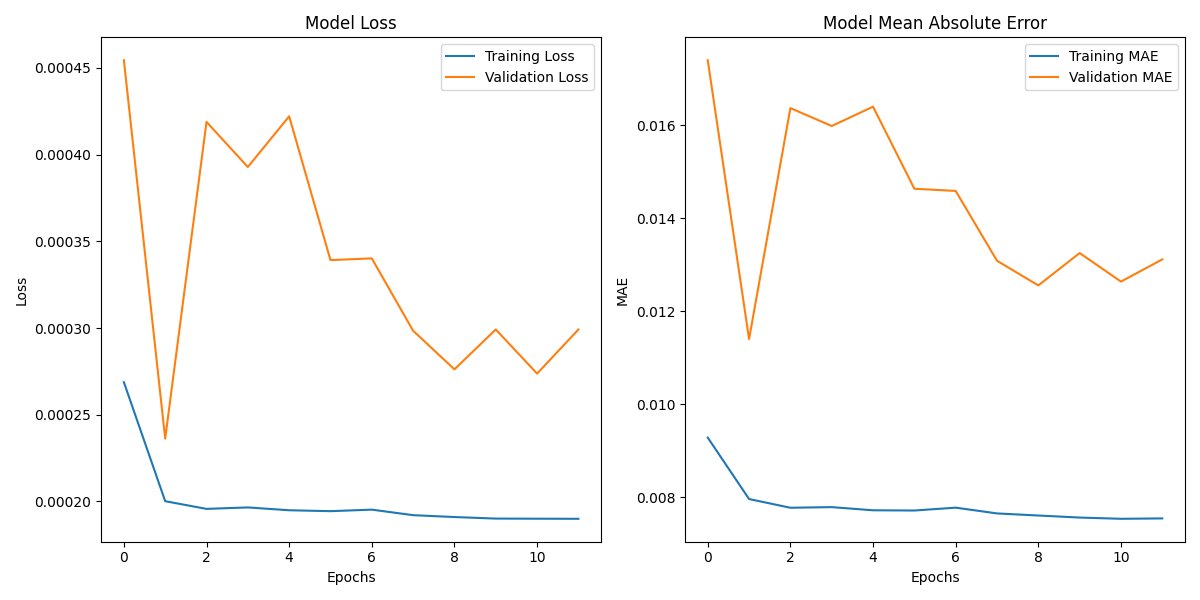 Model Loss
Training Loss
Validation Loss
0.00045
0.00040
0.00035
0.00030
0.00025
0.00020
Loss
0 2 4 6 8 10
Epochs
Model Mean Absolute Error
Training MAE
Validation MAE
0.016
0.014
0.012
0.010
0.008
MAE
0 2 4 6 8 10
Epochs